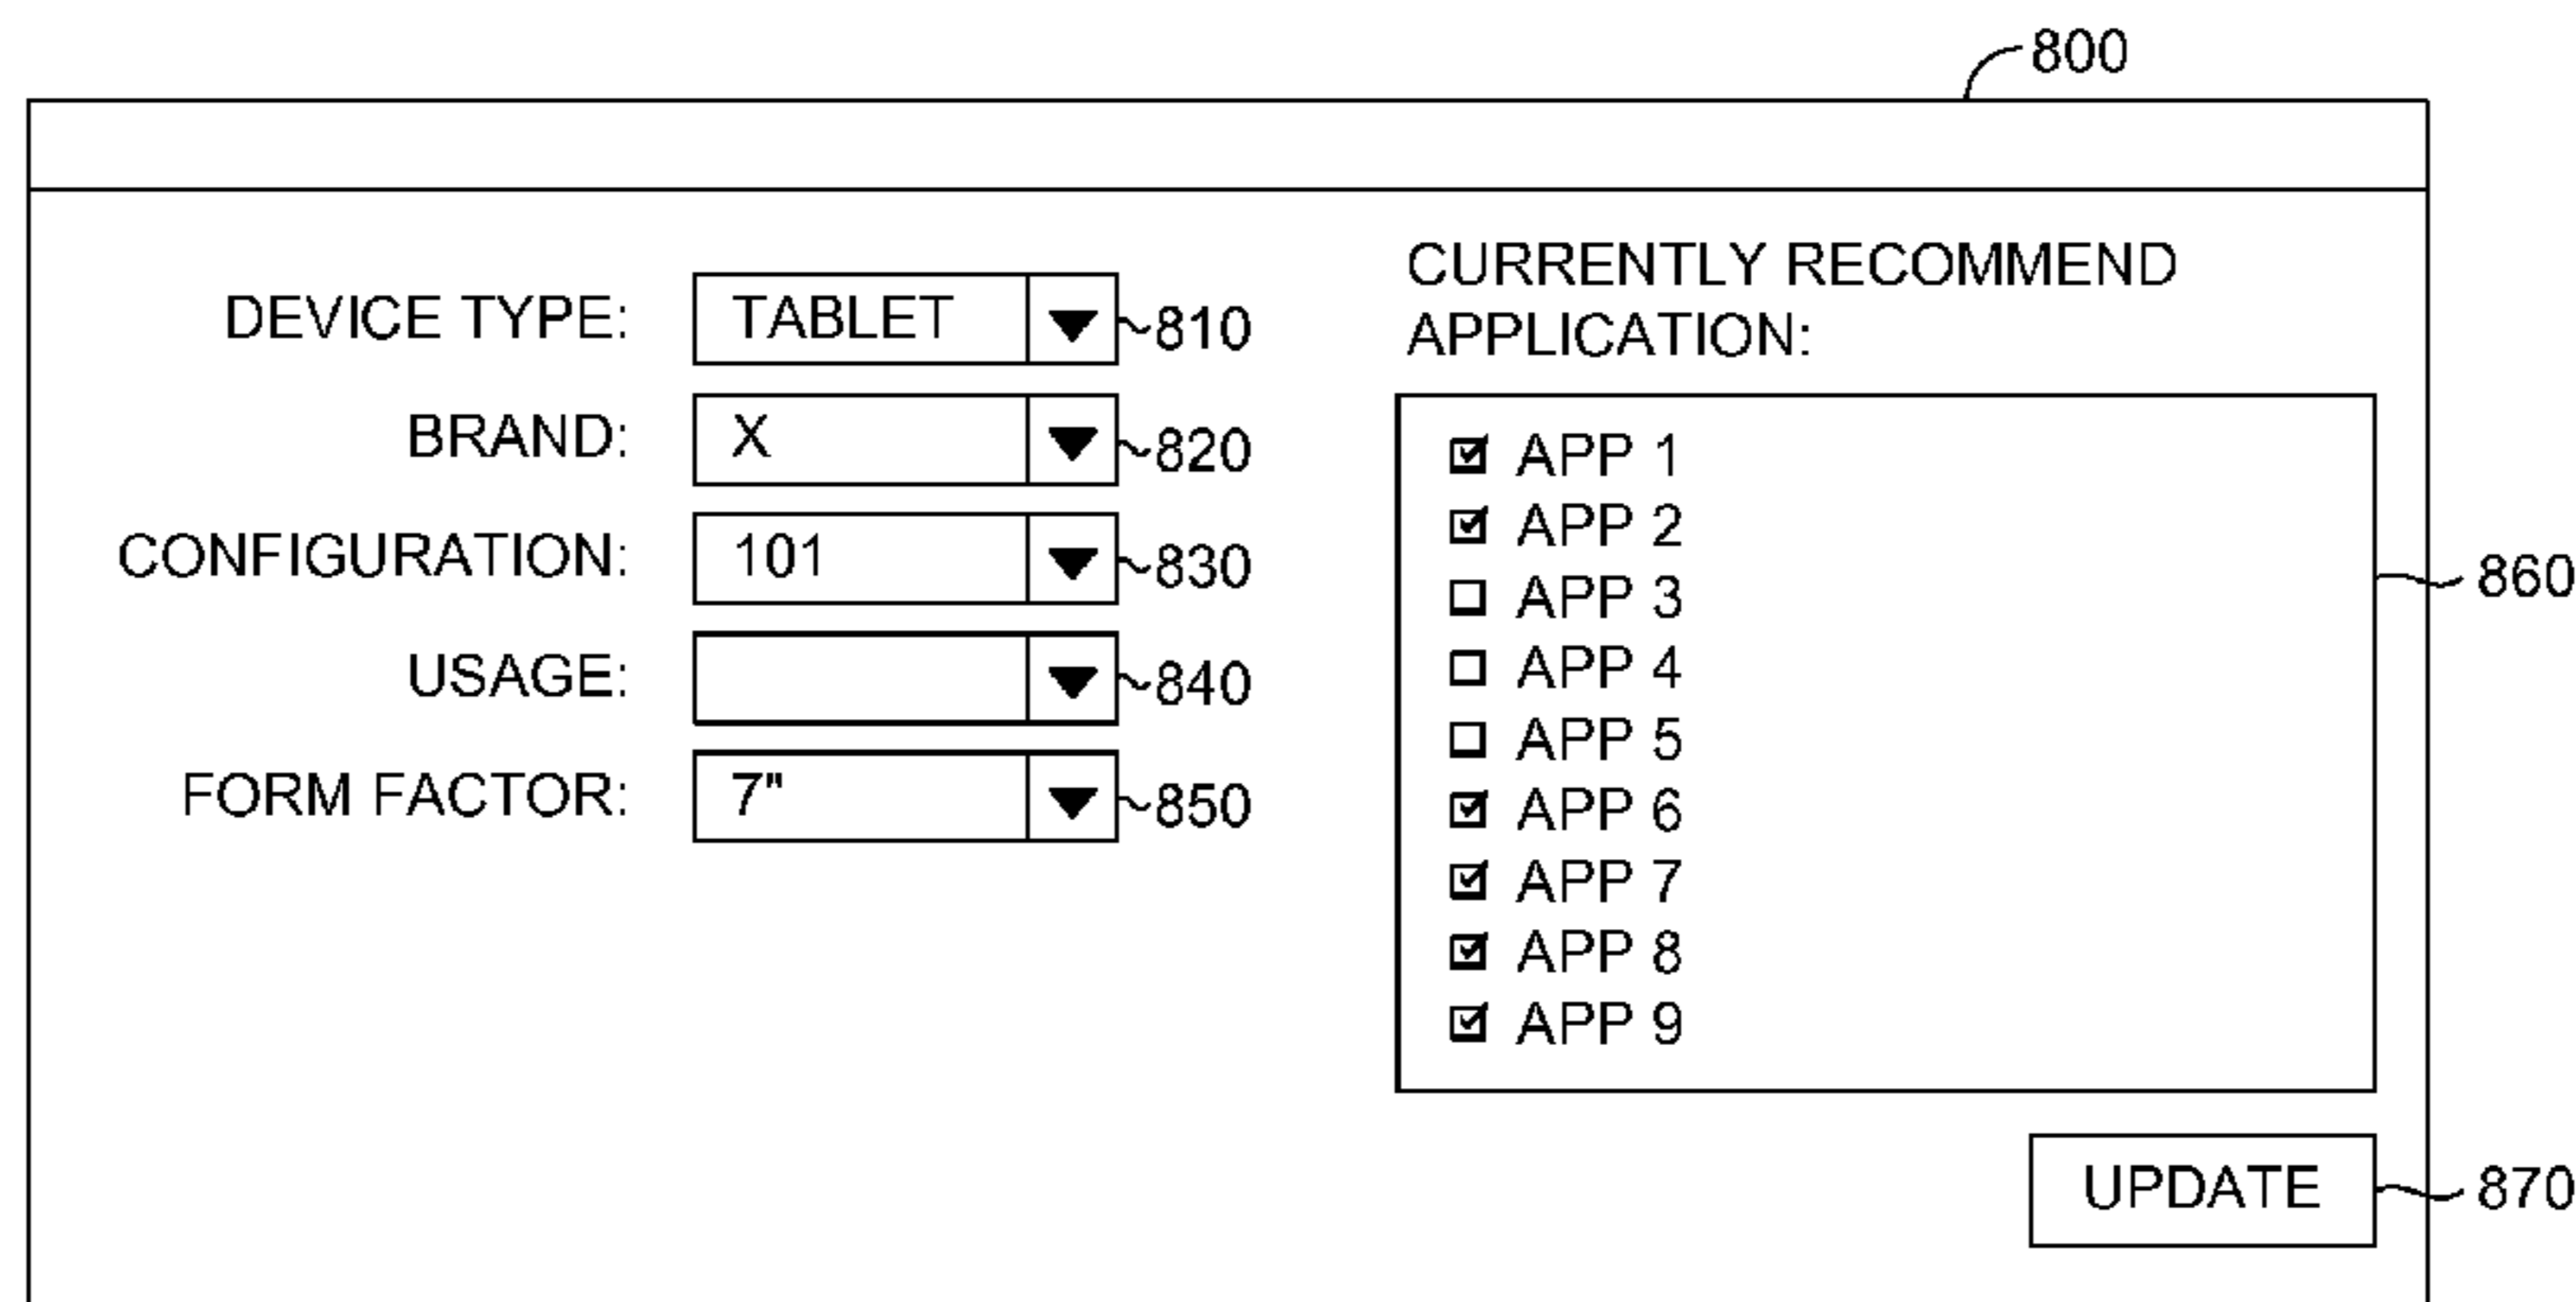 800
DEVICE TYPE: TABLET 810
BRAND: X 820
CONFIGURATION: 101 830
USAGE: 840
FORM FACTOR: 7" 850
CURRENTLY RECOMMEND
APPLICATION:
APP 1
APP 2
APP 3
APP 4
APP 5
APP 6
APP 7
APP 8
APP 9
860
UPDATE 870